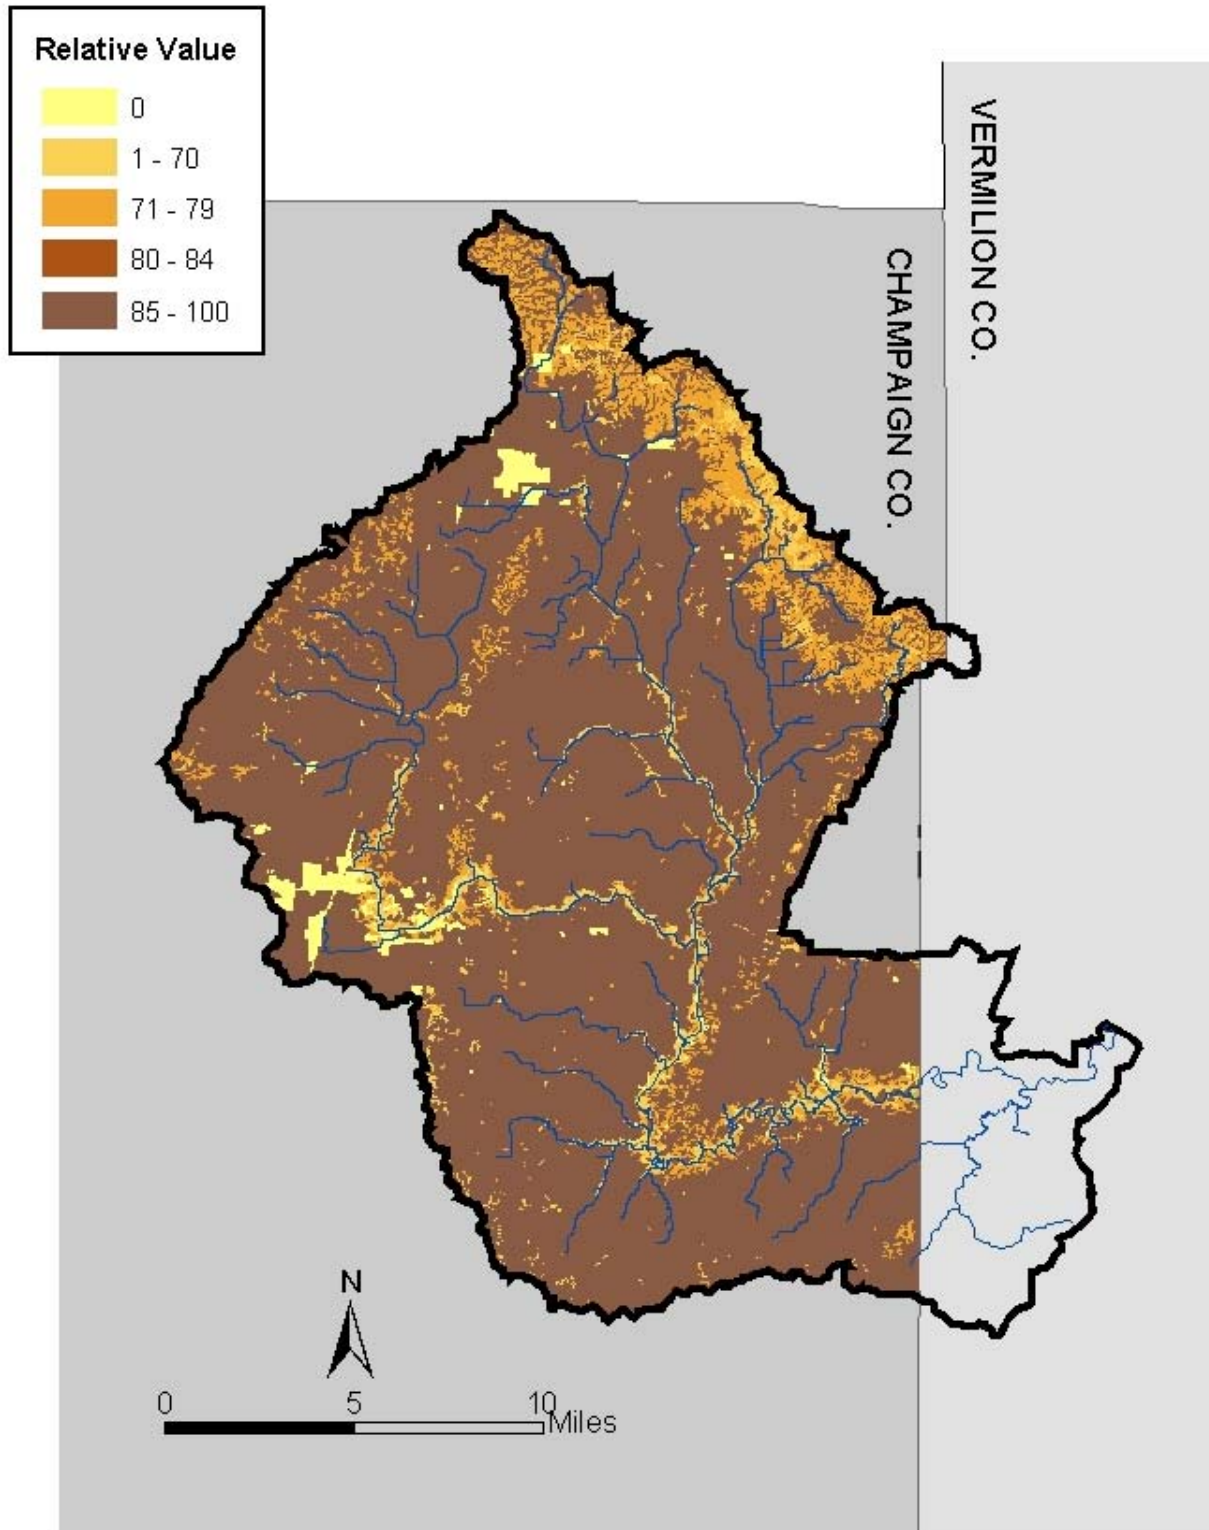 Relative Value
0
1 - 70
71 - 79
80 - 84
85 - 100
VERMILION CO.
CHAMPAIGN CO.
N
0 5 10
Miles